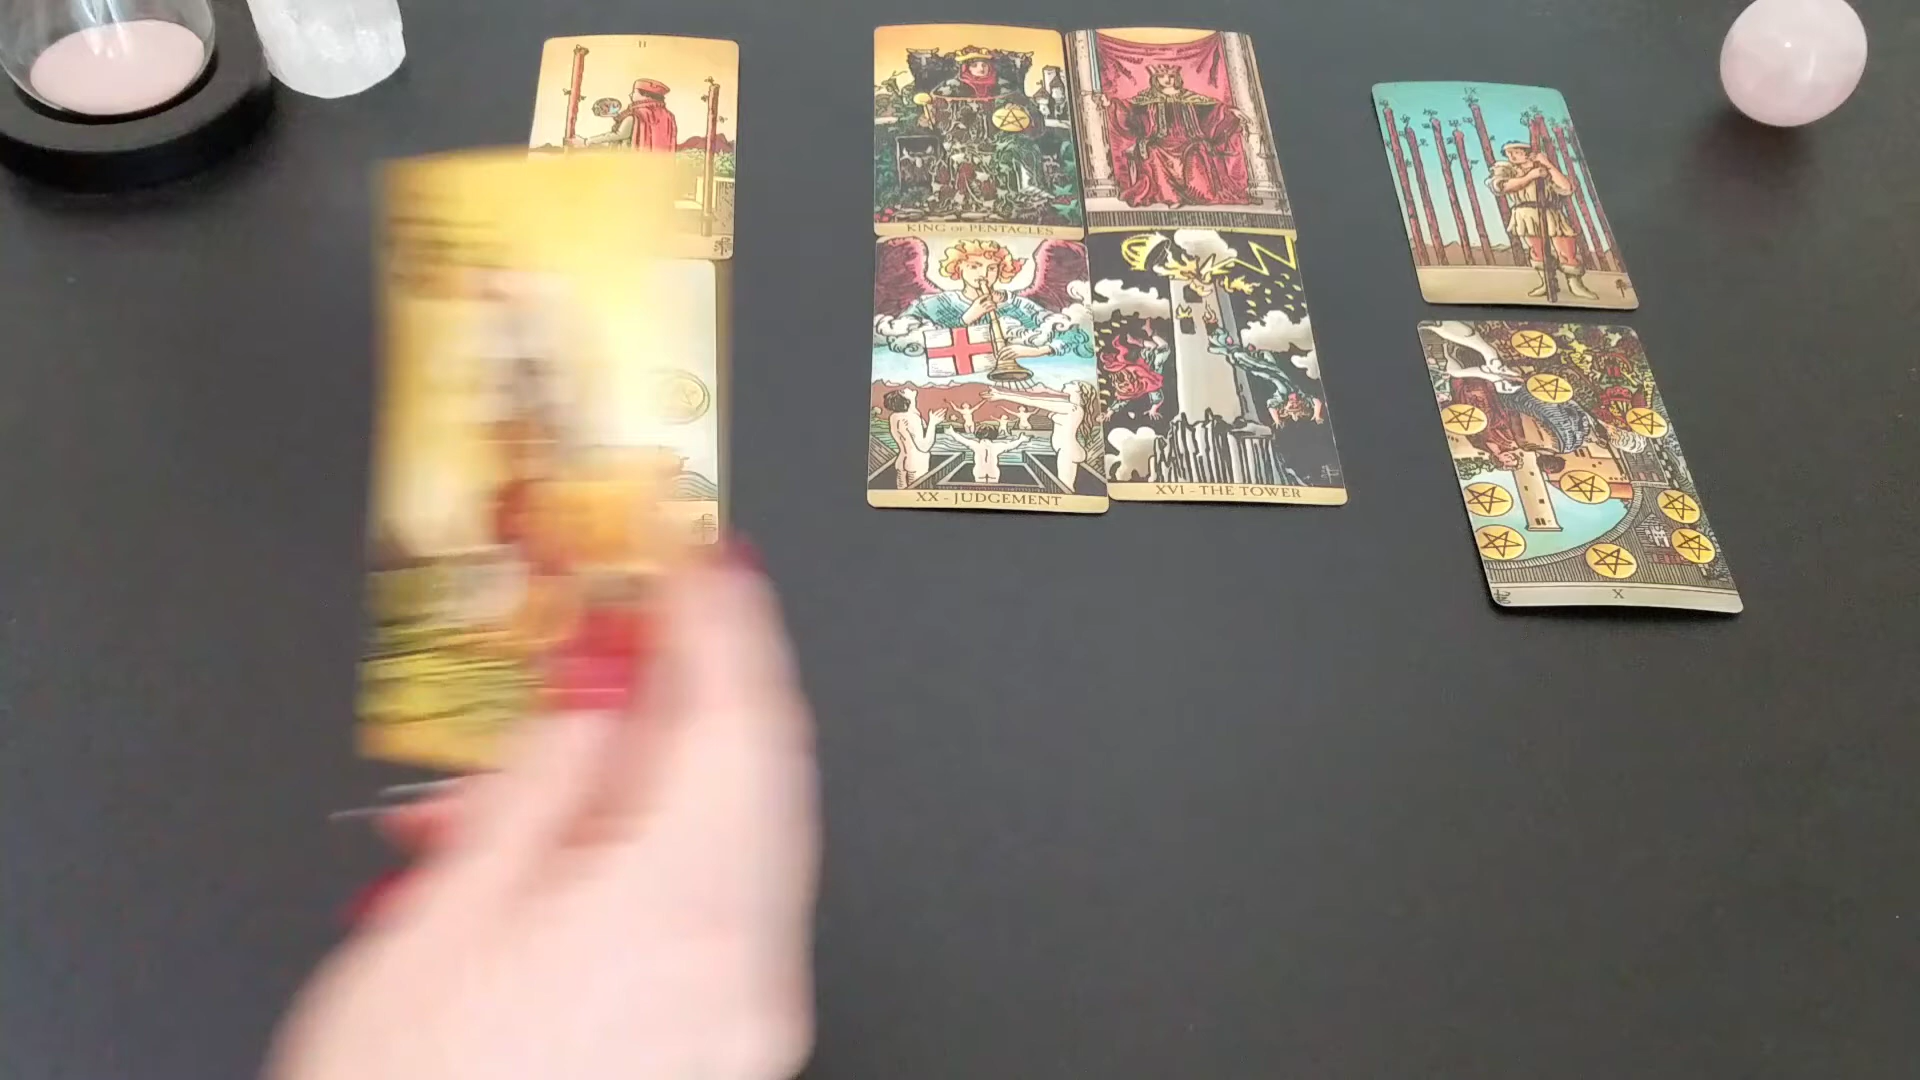 II
KING OF PENTACLES
IX
XX - JUDGEMENT
XVI - THE TOWER
X